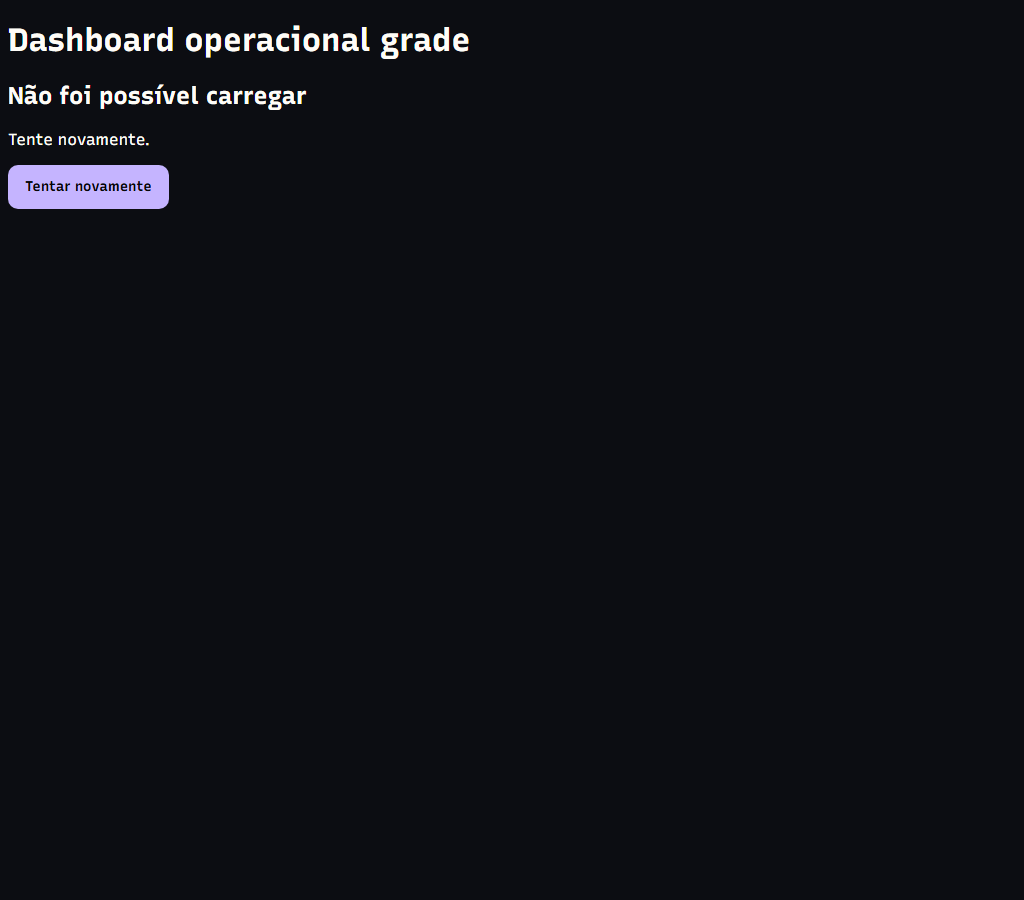 Dashboard operacional grade
Não foi possível carregar
Tente novamente.
Tentar novamente